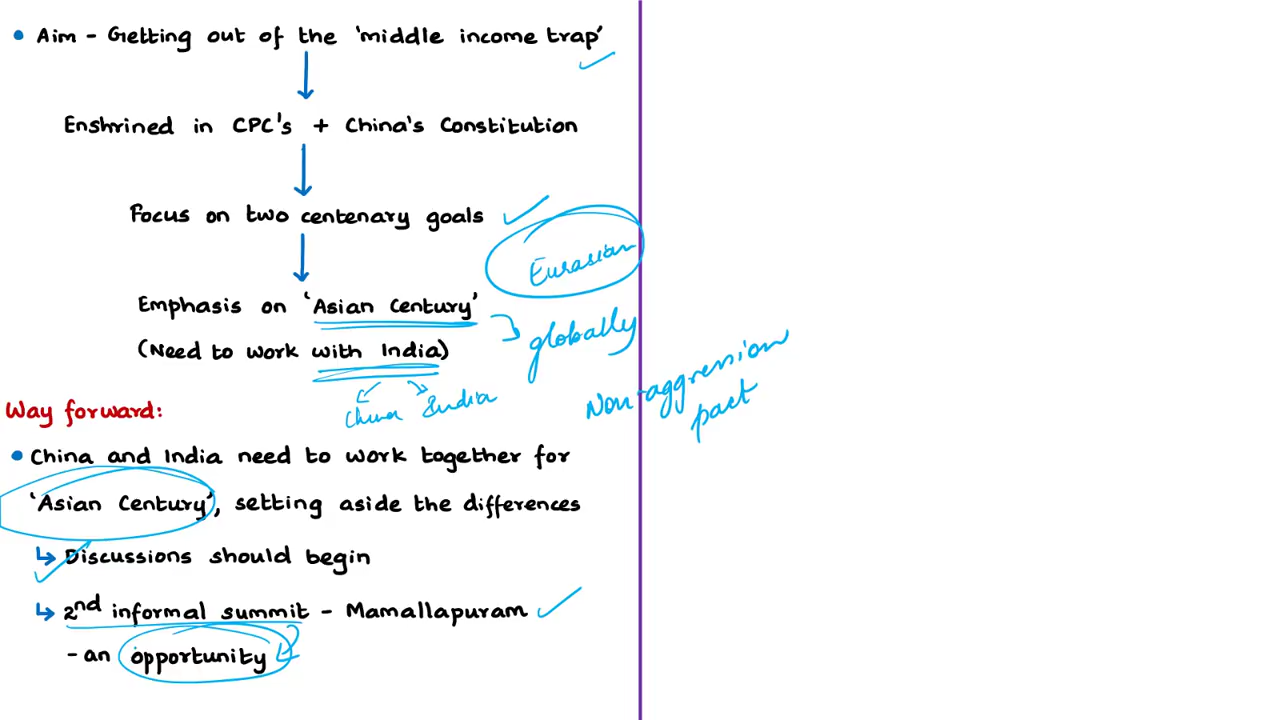 • Aim - Getting out of the 'middle income trap'
Enshrined in CPC's + China's Constitution
Focus on two centenary goals
Eurasian
Emphasis on 'Asian Century'
globally
(Need to work with India)
China India
Non-aggression
pact
Way forward:
• China and India need to work together for
'Asian Century', setting aside the differences
↳ Discussions should begin
↳ 2nd informal summit - Mamallapuram
- an opportunity